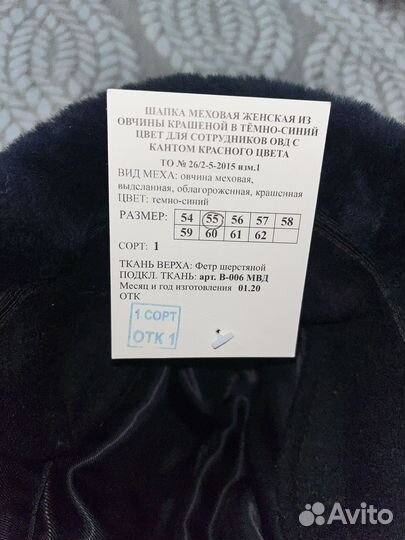 ШАПКА МЕХОВАЯ ЖЕНСКАЯ ИЗ
ОВЧИНЫ КРАШЕНОЙ В ТЁМНО-СИНИЙ
ЦВЕТ ДЛЯ СОТРУДНИКОВ ОВД С
КАНТОМ КРАСНОГО ЦВЕТА
ТО № 26/2-5-2015 изм.1
ВИД МЕХА: овчина меховая,
выделанная, облагороженная, крашенная
ЦВЕТ: темно-синий
РАЗМЕР: 54 55 56 57 58
59 60 61 62
СОРТ: 1
ТКАНЬ ВЕРХА: Фетр шерстяной
ПОДКЛ. ТКАНЬ: арт. В-006 МВД
Месяц и год изготовления 01.20
ОТК
1 СОРТ
ОТК 1
Avito